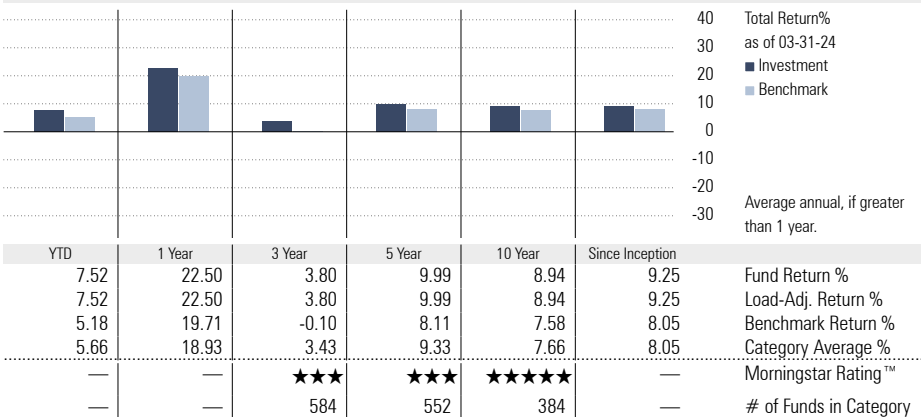 40 Total Return%
30 as of 03-31-24
20 ■ Investment
10 ■ Benchmark
0
-10
-20
-30 Average annual, if greater
than 1 year.
YTD 1 Year 3 Year 5 Year 10 Year Since Inception
7.52 22.50 3.80 9.99 8.94 9.25 Fund Return %
7.52 22.50 3.80 9.99 8.94 9.25 Load-Adj. Return %
5.18 19.71 -0.10 8.11 7.58 8.05 Benchmark Return %
5.66 18.93 3.43 9.33 7.66 8.05 Category Average %
— — ★★★ ★★★ ★★★★★ — Morningstar Rating™
— — 584 552 384 — # of Funds in Category